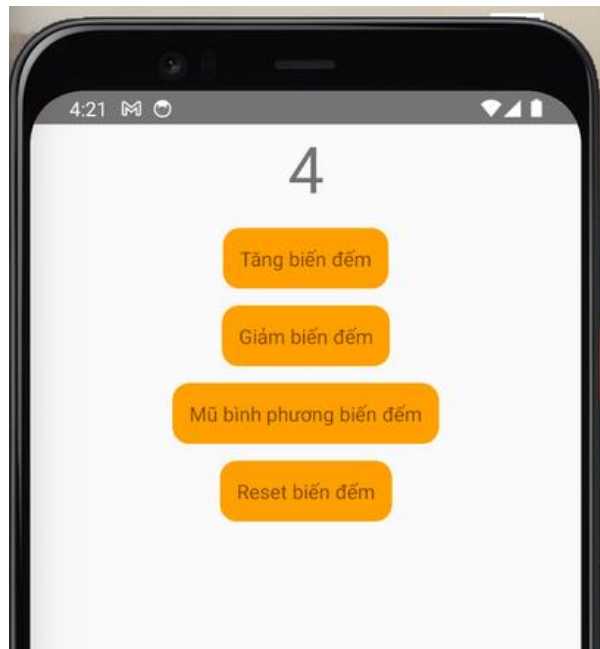 4:21
4
Tăng biến đếm
Giảm biến đếm
Mũ bình phương biến đếm
Reset biến đếm